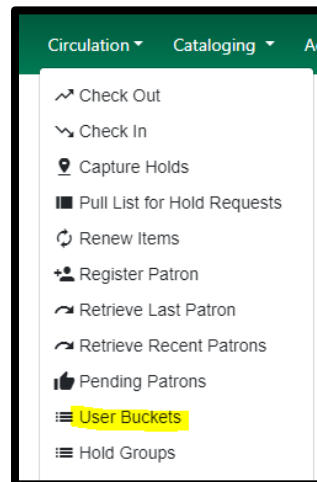 Circulation Cataloging
Check Out
Check In
Capture Holds
Pull List for Hold Requests
Renew Items
Register Patron
Retrieve Last Patron
Retrieve Recent Patrons
Pending Patrons
User Buckets
Hold Groups